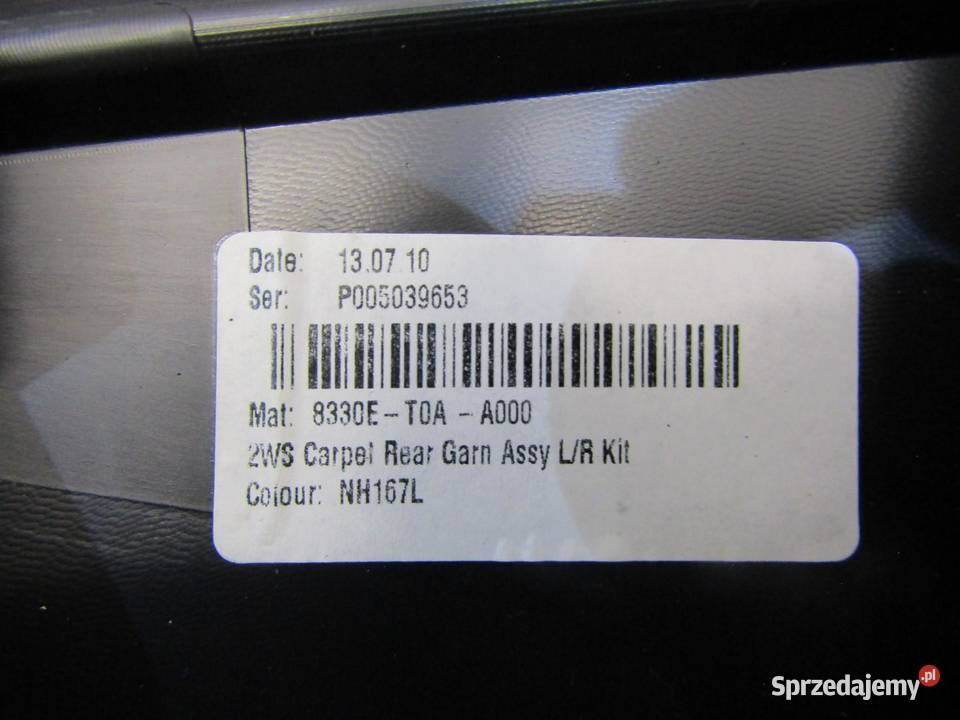 Date: 13.07.10
Ser: P005039653
Mat: 8330E-T0A -A000
2WS Carpet Rear Garn Assy L/R Kit
Colour: NH167L
Sprzedajemy.pl